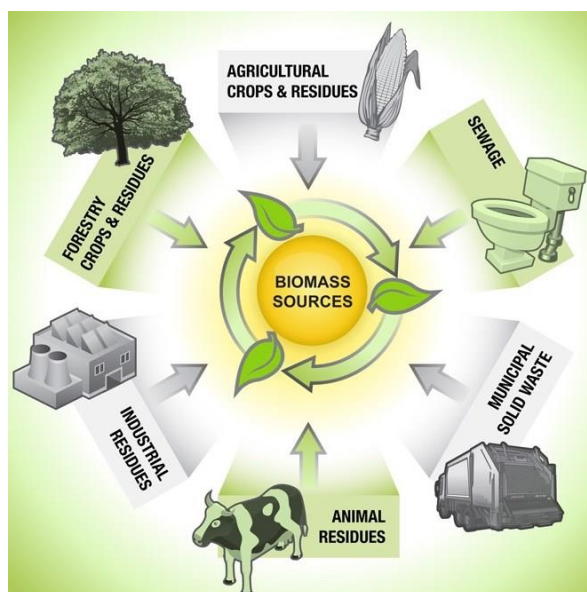 AGRICULTURAL
CROPS & RESIDUES
SEWAGE
FORESTRY
CROPS & RESIDUES
BIOMASS
SOURCES
MUNICIPAL
SOLID WASTE
INDUSTRIAL
RESIDUES
ANIMAL
RESIDUES